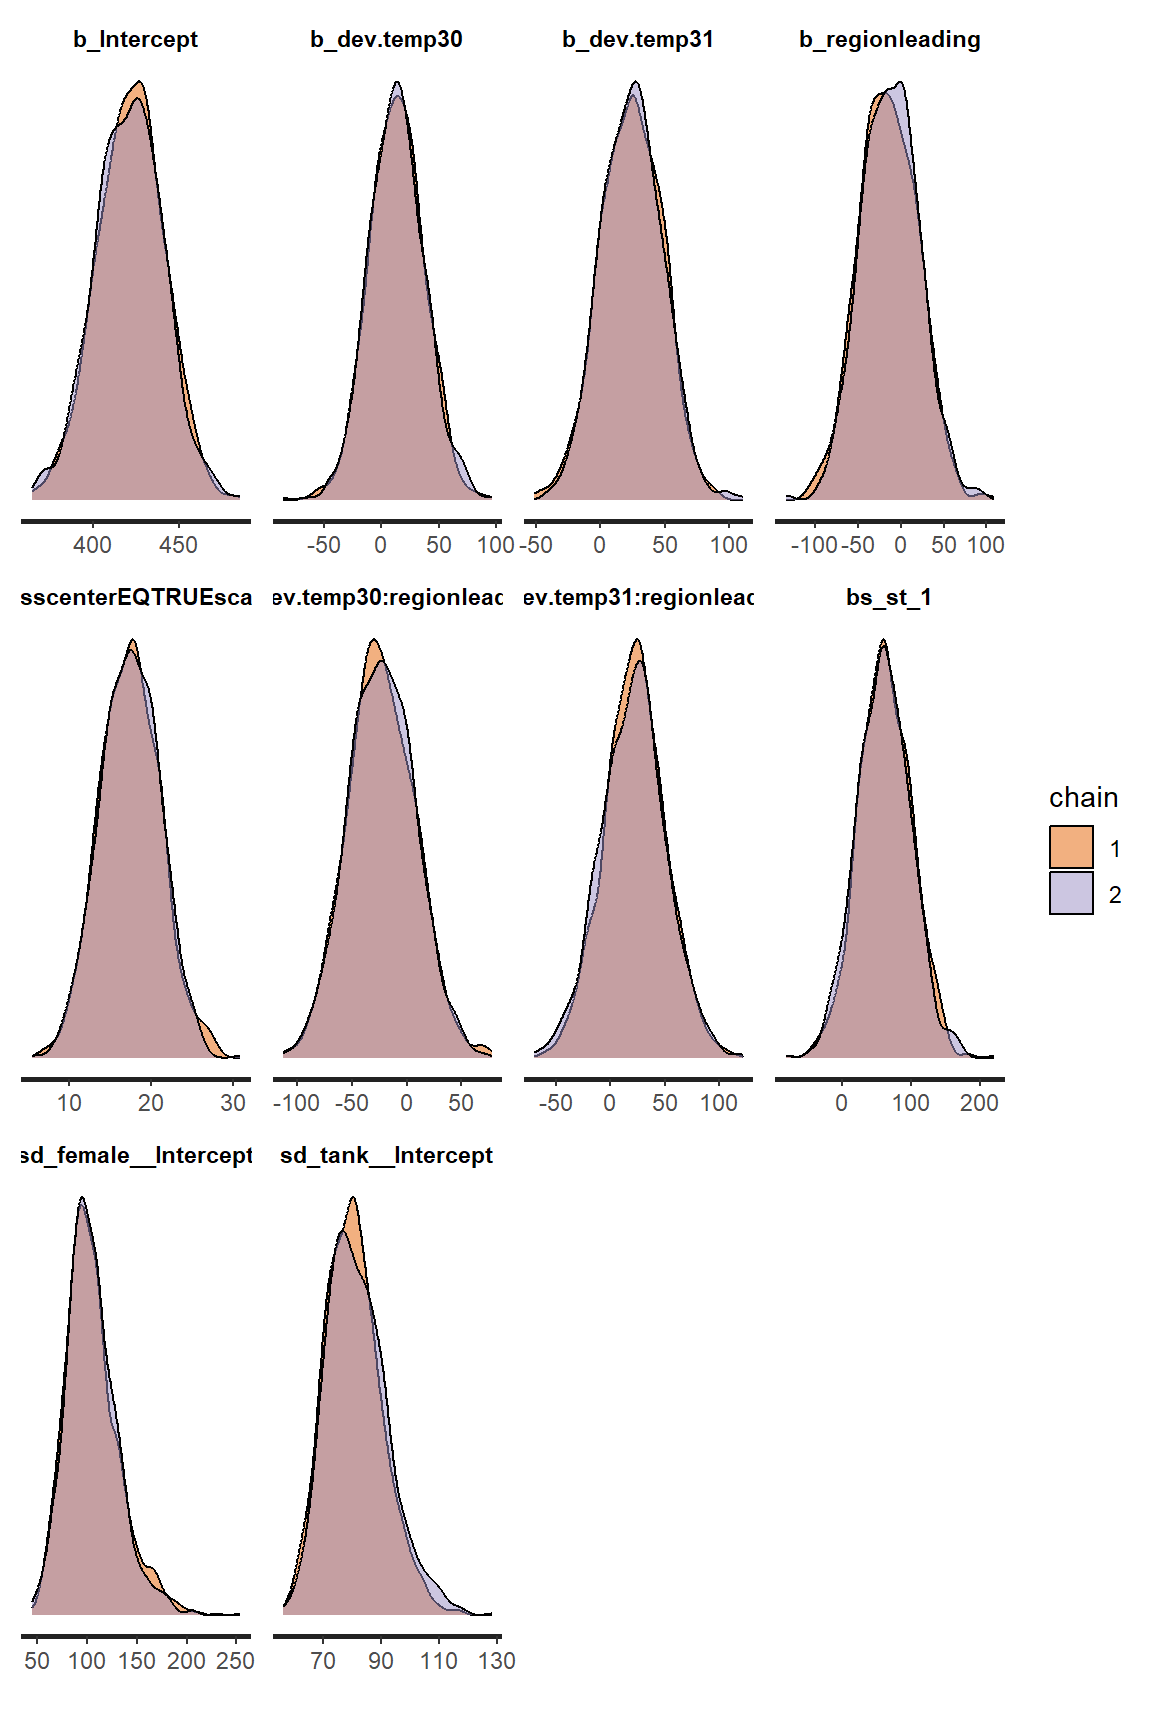 b_Intercept b_dev.temp30 b_dev.temp31 b_regionleading
400 450 -50 0 50 100 -50 0 50 100 -100 -50 0 50 100
sscenterEQTRUEsca ev.temp30:regionlead ev.temp31:regionlead bs_st_1
10 20 30 -100 -50 0 50 -50 0 50 100 0 100 200
chain
1
2
sd_female__Intercept sd_tank__Intercept
50 100 150 200 250 70 90 110 130